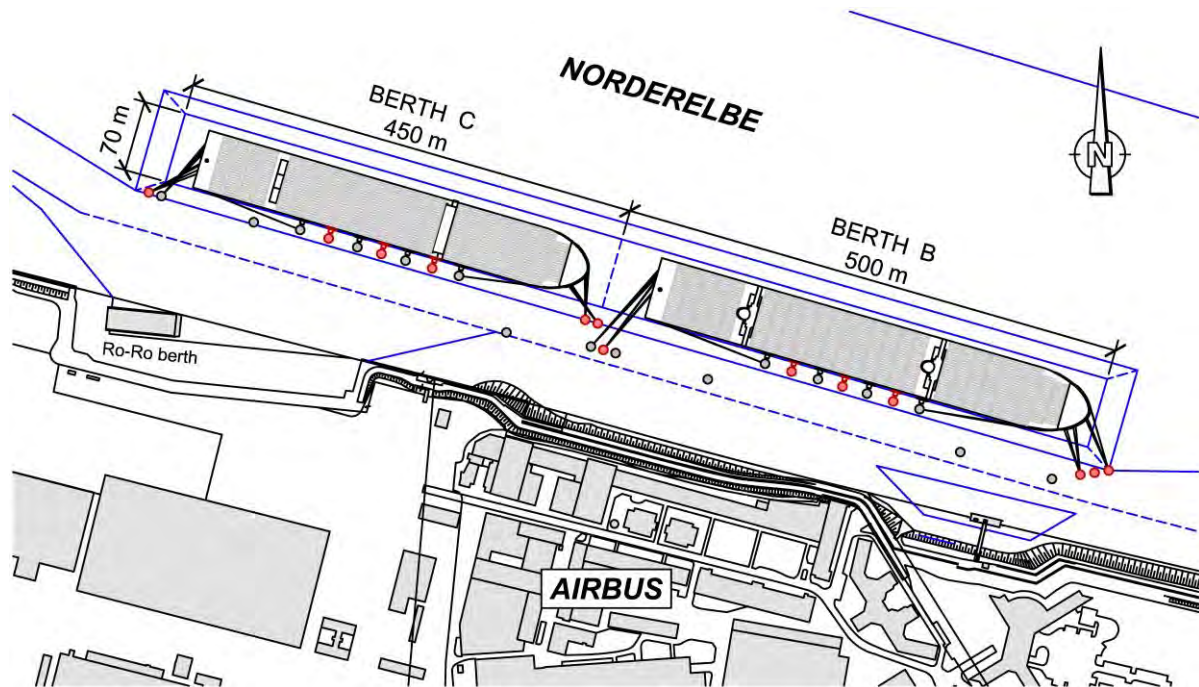 NORDERELBE
BERTH C
450 m
70 m
N
BERTH B
500 m
Ro-Ro berth
AIRBUS